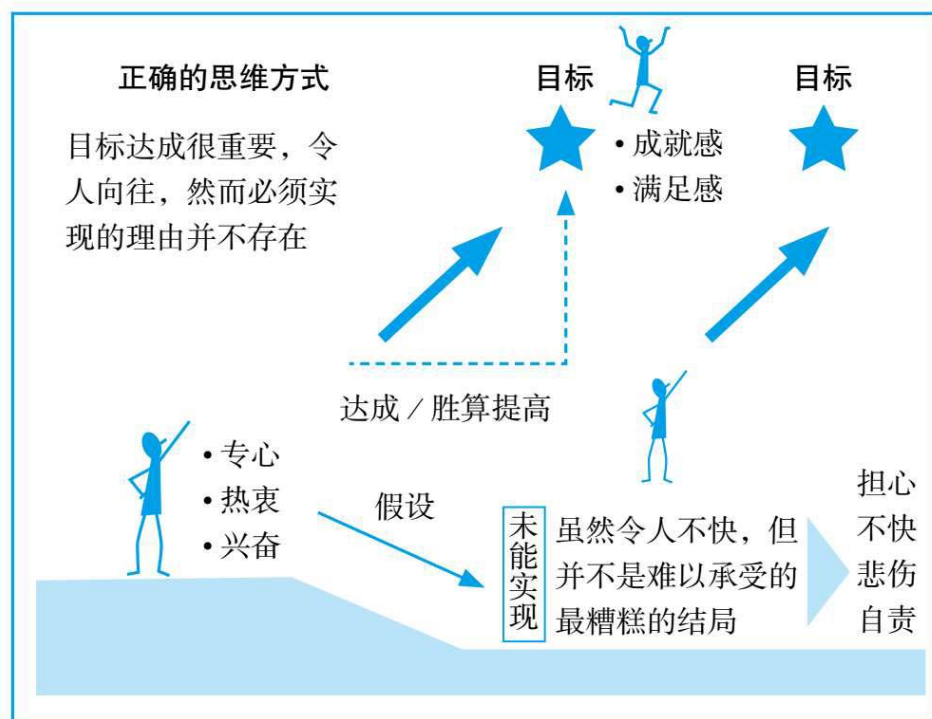 正确的思维方式
目标达成很重要，令
人向往，然而必须实
现的理由并不存在
目标
• 成就感
• 满足感
目标
达成／胜算提高
• 专心
• 热衷
• 兴奋
假设
未能实现
虽然令人不快，但
并不是难以承受的
最糟糕的结局
担心
不快
悲伤
自责